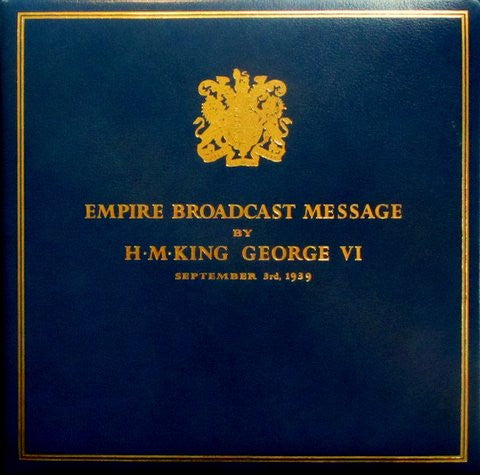 EMPIRE BROADCAST MESSAGE
BY
H·M·KING GEORGE VI
SEPTEMBER 3rd, 1939